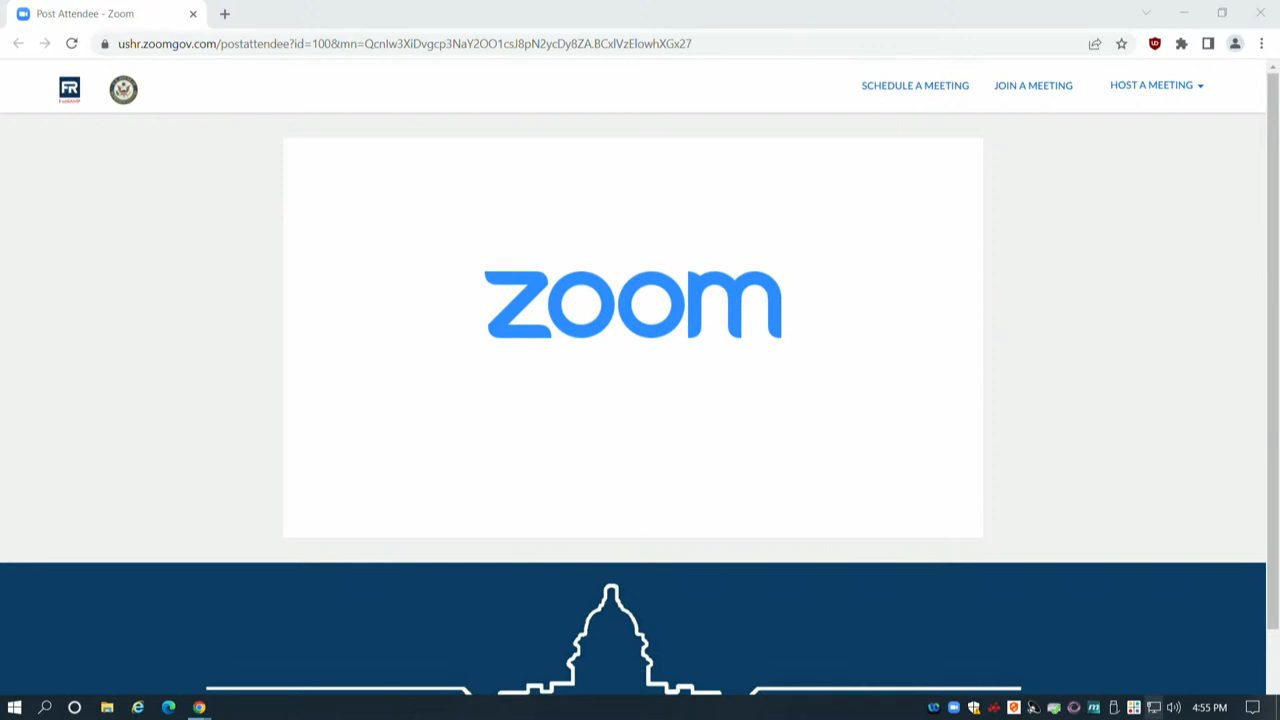 Post Attendee - Zoom
ushr.zoomgov.com/postattendee?id=100&mn=QcnIw3XiDvgcp3NaY2OO1csJ8pN2ycDy8ZA.BCxlVzElowhXGx27
FR
FedRAMP
SCHEDULE A MEETING
JOIN A MEETING
HOST A MEETING
zoom
4:55 PM